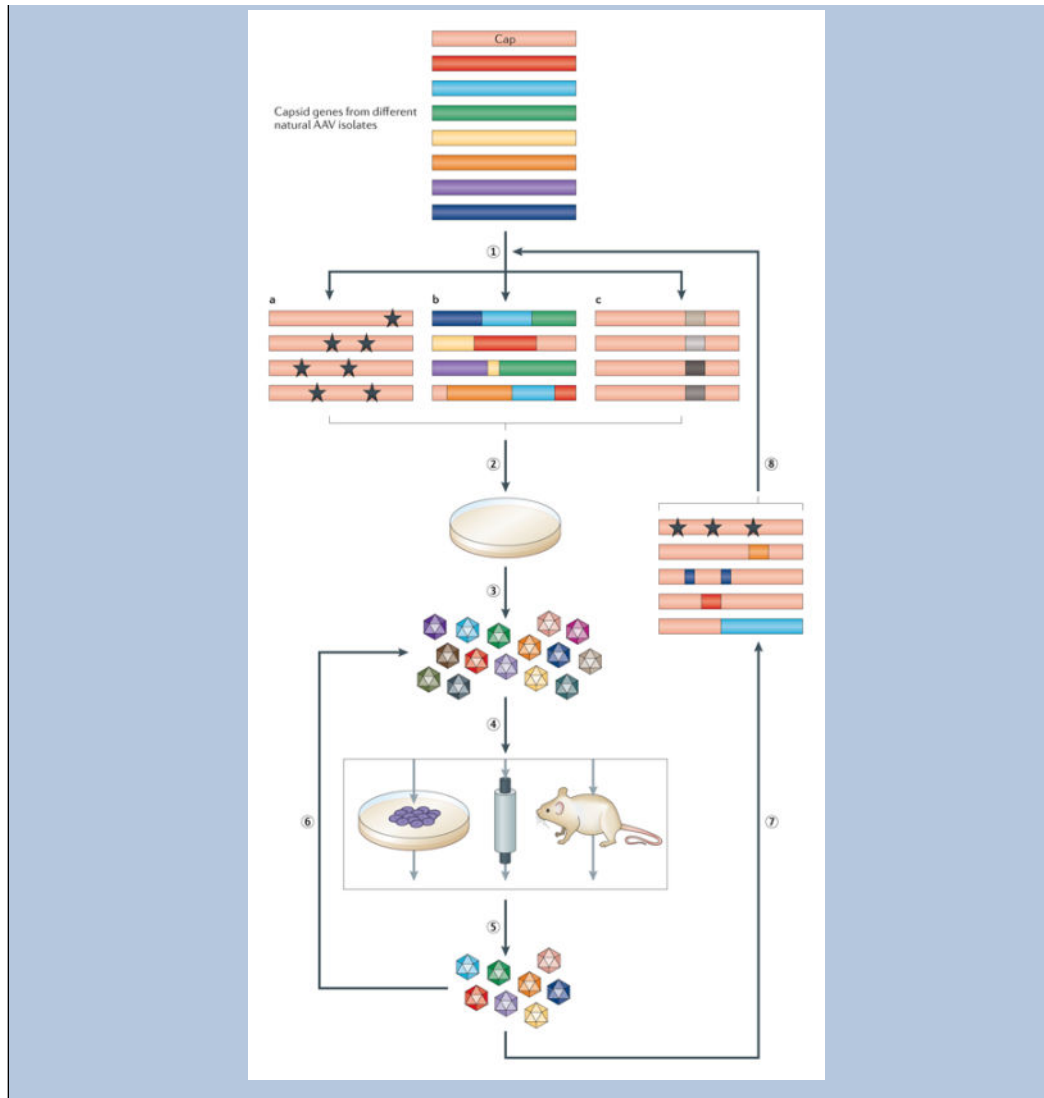 Cap
Capsid genes from different
natural AAV isolates
①
a
b
c
②
⑧
③
④
⑥
⑦
⑤